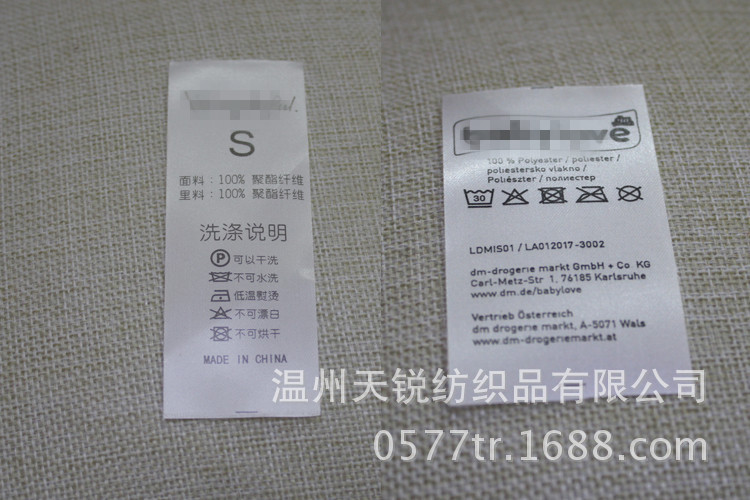 S
面料：100% 聚酯纤维
里料：100% 聚酯纤维
洗涤说明
P 可以干洗
不可水洗
低温熨烫
不可漂白
不可烘干
MADE IN CHINA
100 % Polyester / poliester /
poliestersko vlakno /
Poliészter / полиестер
30
LDMIS01 / LA012017-3002
dm-drogerie markt GmbH + Co. KG
Carl-Metz-Str 1, 76185 Karlsruhe
www.dm.de/babylove
Vertrieb Österreich
dm drogerie markt, A-5071 Wals
www.dm-drogeriemarkt.at
温州天锐纺织品有限公司
0577tr.1688.com